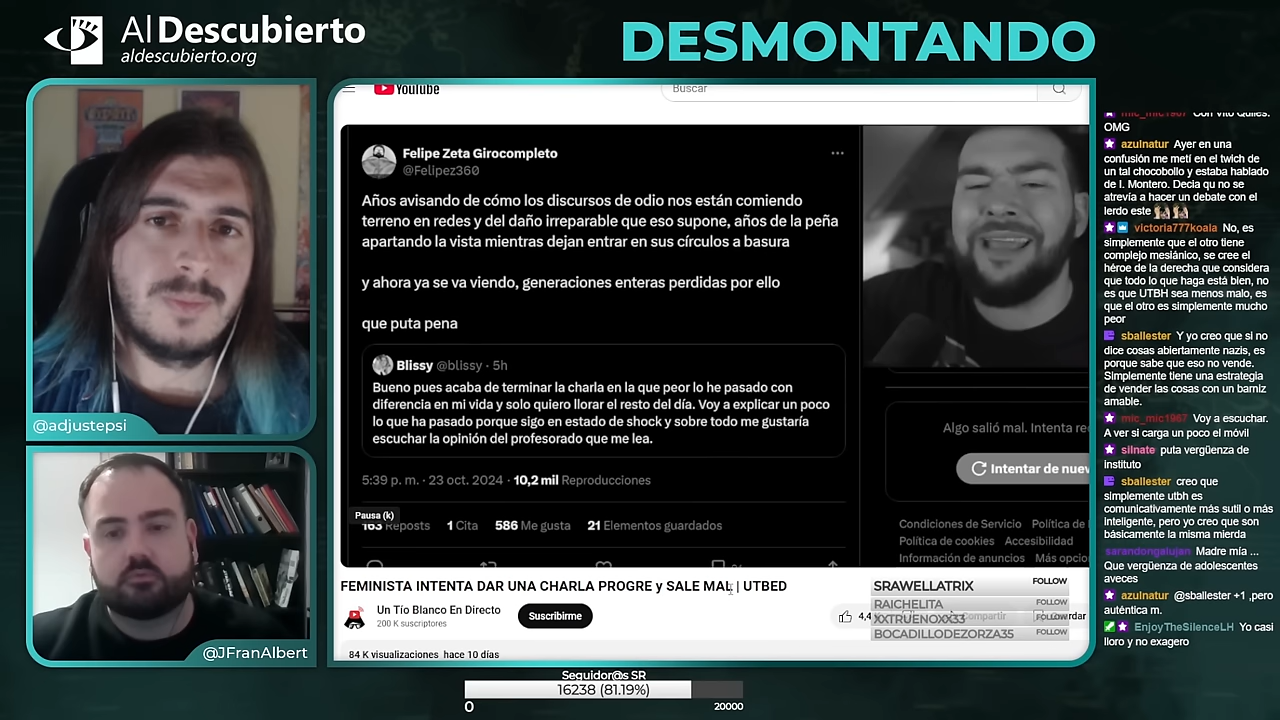 Al Descubierto
aldescubierto.org
DESMONTANDO
YouTube
Buscar
Felipe Zeta Girocompleto
@Felipez360
Años avisando de cómo los discursos de odio nos están comiendo
terreno en redes y del daño irreparable que eso supone, años de la peña
apartando la vista mientras dejan entrar en sus círculos a basura
y ahora ya se va viendo, generaciones enteras perdidas por ello
que puta pena
Blissy @blissy · 5h
Bueno pues acaba de terminar la charla en la que peor lo he pasado con
diferencia en mi vida y solo quiero llorar el resto del día. Voy a explicar un poco
lo que ha pasado porque sigo en estado de shock y sobre todo me gustaría
escuchar la opinión del profesorado que me lea.
5:39 p. m. · 23 oct. 2024 · 10,2 mil Reproducciones
Pausa (k)
163 Reposts 1 Cita 586 Me gusta 21 Elementos guardados
Algo salió mal. Intenta
Intentar de
Condiciones de Servicio Política de
Política de cookies Accesibilidad
Información de anuncios Más
FEMINISTA INTENTA DAR UNA CHARLA PROGRE y SALE MAL | UTBED
Un Tío Blanco En Directo
200 K suscriptores
Suscribirme
4,4
Compartir
SRAWELLATRIX FOLLOW
RAICHELITA FOLLOW
XXTRUENOXX33 FOLLOW
BOCADILLODEZORZA35 FOLLOW
84 K visualizaciones hace 10 días
@adjustepsi
@JFranAlbert
mic_mic1967 Con Vito Quiles.
OMG
azulnatur Ayer en una
confusión me metí en el twich de
un tal chocobollo y estaba hablado
de I. Montero. Decia qu no se
atrevía a hacer un debate con el
lerdo este
victoria777koala No, es
simplemente que el otro tiene
complejo mesiánico, se cree el
héroe de la derecha que considera
que todo lo que haga está bien, no
es que UTBH sea menos malo, es
que el otro es simplemente mucho
peor
sballester Y yo creo que si no
dice cosas abiertamente nazis, es
porque sabe que eso no vende.
Simplemente tiene una estrategia
de vender las cosas con un barniz
amable.
mic_mic1967 Voy a escuchar.
A ver si carga un poco el móvil
silnate puta vergüenza de
instituto
sballester creo que
simplemente utbh es
comunicativamente más sutil o más
inteligente, pero yo creo que son
básicamente la misma mierda
sarandongalujan Madre mía ...
Que vergüenza de adolescentes
aveces
azulnatur @sballester +1 ,pero
auténtica m.
EnjoyTheSilenceLH Yo casi
lloro y no exagero
Seguidor@s SR
16238 (81.19%)
0
20000